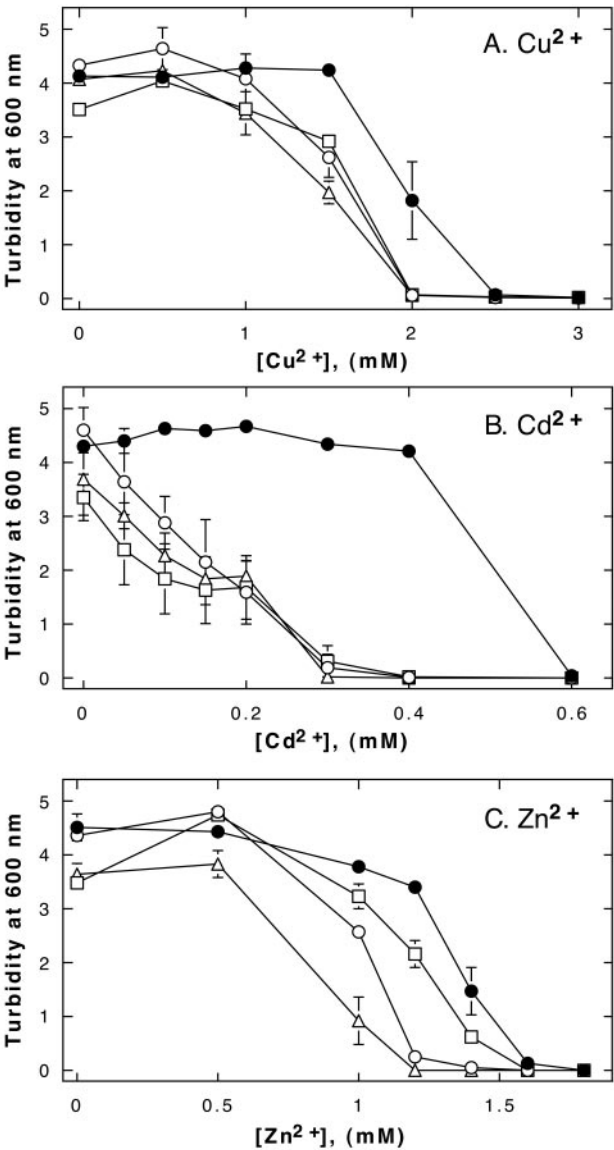 A. Cu2+
5
4
3
2
1
0
Turbidity at 600 nm
0 1 2 3
[Cu2+], (mM)
B. Cd2+
5
4
3
2
1
0
Turbidity at 600 nm
0 0.2 0.4 0.6
[Cd2+], (mM)
C. Zn2+
5
4
3
2
1
0
Turbidity at 600 nm
0 0.5 1 1.5
[Zn2+], (mM)